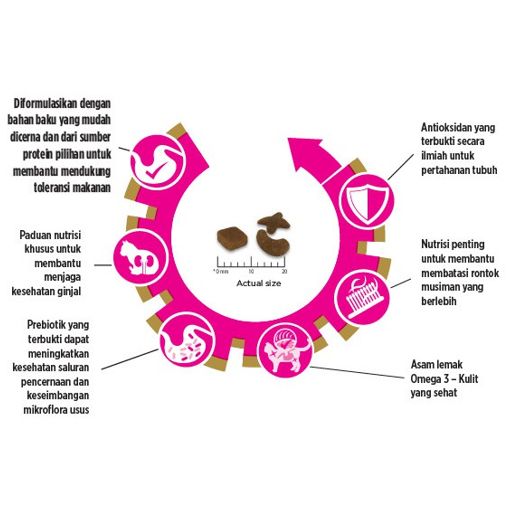 Diformulasikan dengan
bahan baku yang mudah
dicerna dan dari sumber
protein pilihan untuk
membantu mendukung
toleransi makanan
Antioksidan yang
terbukti secara
ilmiah untuk
pertahanan tubuh
Paduan nutrisi
khusus untuk
membantu
menjaga
kesehatan ginjal
Nutrisi penting
untuk membantu
membatasi rontok
musiman yang
berlebih
Prebiotik yang
terbukti dapat
meningkatkan
kesehatan saluran
pencernaan dan
keseimbangan
mikroflora usus
Asam lemak
Omega 3 – Kulit
yang sehat
0 mm 10 20
Actual size